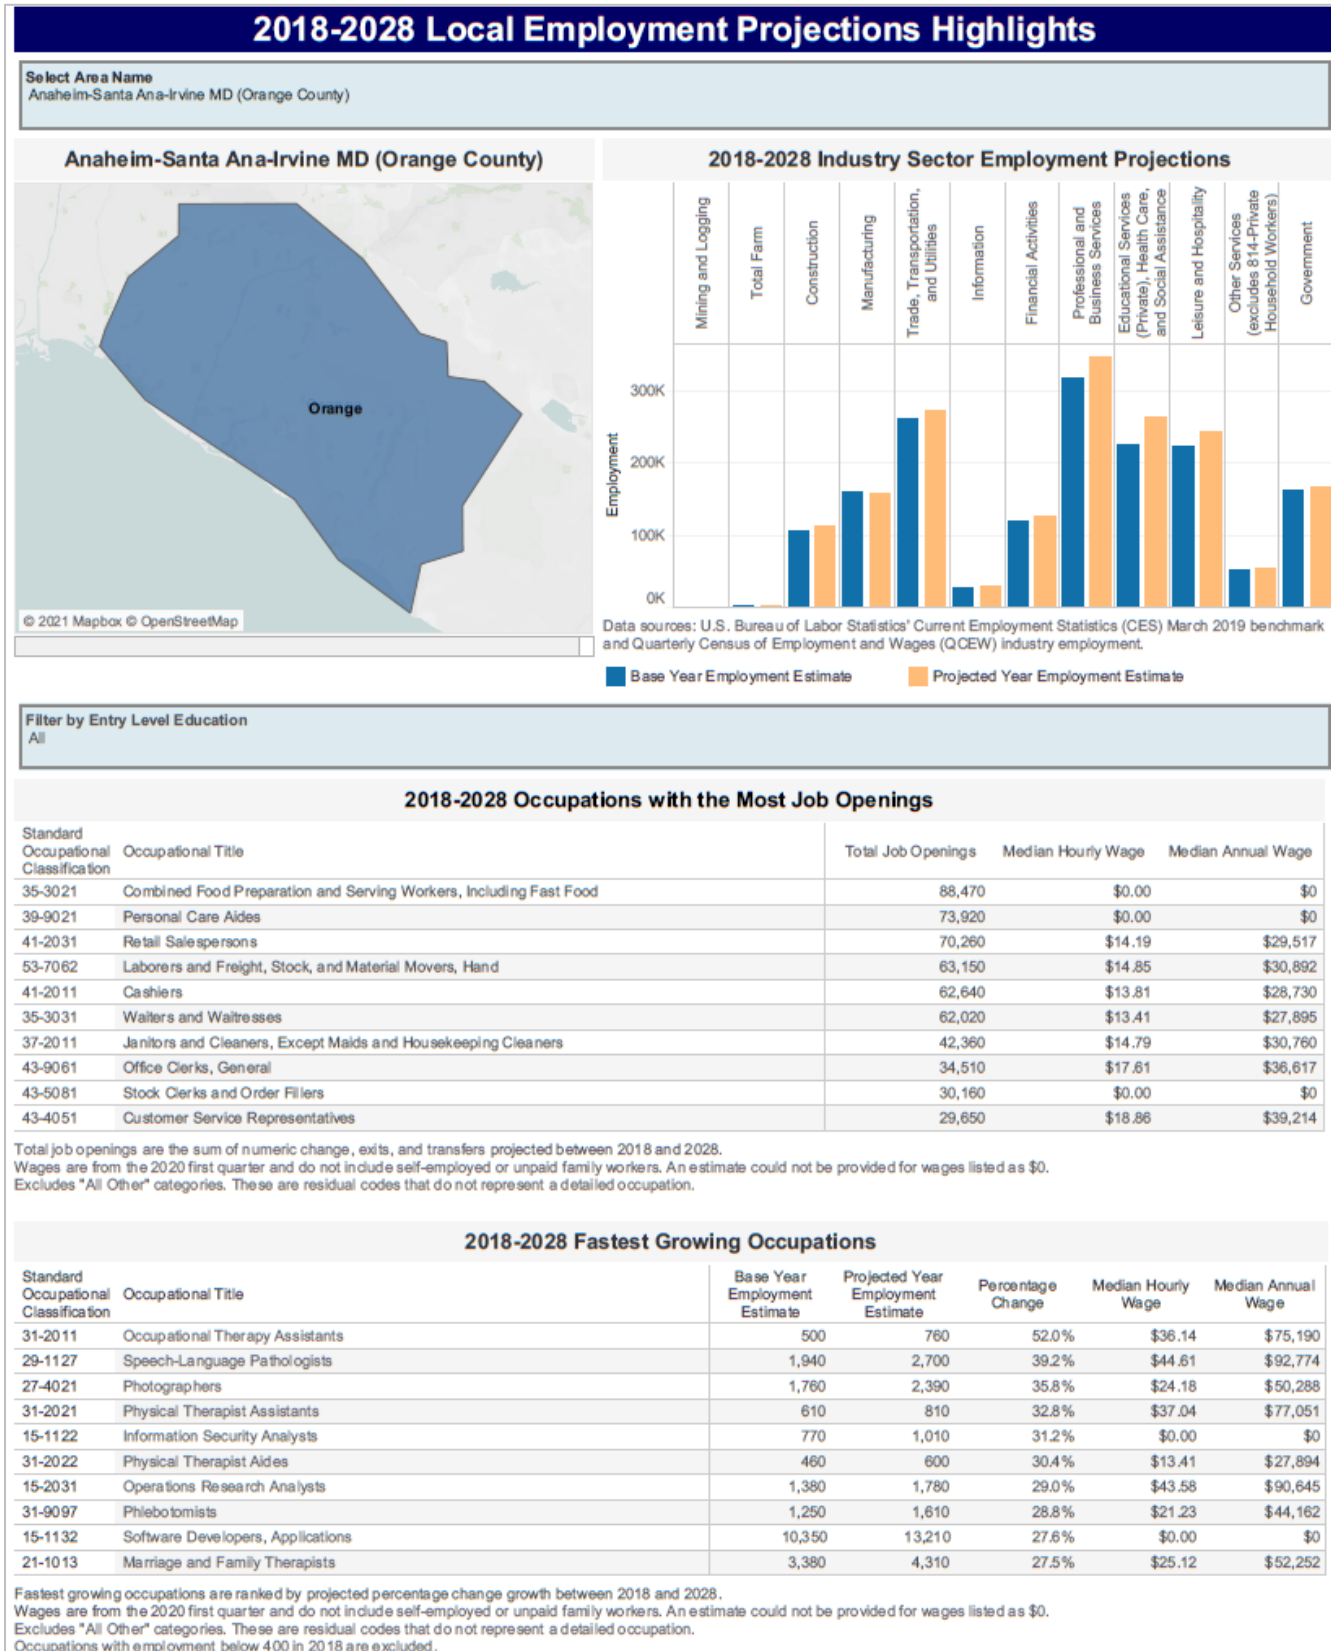 2018-2028 Local Employment Projections Highlights
Select Area Name
Anaheim-Santa Ana-Irvine MD (Orange County)
Anaheim-Santa Ana-Irvine MD (Orange County)
Orange
© 2021 Mapbox © OpenStreetMap
2018-2028 Industry Sector Employment Projections
Mining and Logging
Total Farm
Construction
Manufacturing
Trade, Transportation,
and Utilities
Information
Financial Activities
Professional and
Business Services
Educational Services
(Private), Health Care,
and Social Assistance
Leisure and Hospitality
Other Services
(excludes 814-Private
Household Workers)
Government
Employment
300K
200K
100K
0K
Data sources: U.S. Bureau of Labor Statistics' Current Employment Statistics (CES) March 2019 benchmark
and Quarterly Census of Employment and Wages (QCEW) industry employment.
Base Year Employment Estimate Projected Year Employment Estimate
Filter by Entry Level Education
All
2018-2028 Occupations with the Most Job Openings
Standard
Occupational Occupational Title Total Job Openings Median Hourly Wage Median Annual Wage
Classification
35-3021 Combined Food Preparation and Serving Workers, Including Fast Food 88,470 $0.00 $0
39-9021 Personal Care Aides 73,920 $0.00 $0
41-2031 Retail Salespersons 70,260 $14.19 $29,517
53-7062 Laborers and Freight, Stock, and Material Movers, Hand 63,150 $14.85 $30,892
41-2011 Cashiers 62,640 $13.81 $28,730
35-3031 Waiters and Waitresses 62,020 $13.41 $27,895
37-2011 Janitors and Cleaners, Except Maids and Housekeeping Cleaners 42,360 $14.79 $30,760
43-9061 Office Clerks, General 34,510 $17.61 $36,617
43-5081 Stock Clerks and Order Fillers 30,160 $0.00 $0
43-4051 Customer Service Representatives 29,650 $18.86 $39,214
Total job openings are the sum of numeric change, exits, and transfers projected between 2018 and 2028.
Wages are from the 2020 first quarter and do not include self-employed or unpaid family workers. An estimate could not be provided for wages listed as $0.
Excludes "All Other" categories. These are residual codes that do not represent a detailed occupation.
2018-2028 Fastest Growing Occupations
Standard Base Year Projected Year
Occupational Occupational Title Employment Employment Percentage Median Hourly Median Annual
Classification Estimate Estimate Change Wage Wage
31-2011 Occupational Therapy Assistants 500 760 52.0% $36.14 $75,190
29-1127 Speech-Language Pathologists 1,940 2,700 39.2% $44.61 $92,774
27-4021 Photographers 1,760 2,390 35.8% $24.18 $50,288
31-2021 Physical Therapist Assistants 610 810 32.8% $37.04 $77,051
15-1122 Information Security Analysts 770 1,010 31.2% $0.00 $0
31-2022 Physical Therapist Aides 460 600 30.4% $13.41 $27,894
15-2031 Operations Research Analysts 1,380 1,780 29.0% $43.58 $90,645
31-9097 Phlebotomists 1,250 1,610 28.8% $21.23 $44,162
15-1132 Software Developers, Applications 10,350 13,210 27.6% $0.00 $0
21-1013 Marriage and Family Therapists 3,380 4,310 27.5% $25.12 $52,252
Fastest growing occupations are ranked by projected percentage change growth between 2018 and 2028.
Wages are from the 2020 first quarter and do not include self-employed or unpaid family workers. An estimate could not be provided for wages listed as $0.
Excludes "All Other" categories. These are residual codes that do not represent a detailed occupation.
Occupations with employment below 400 in 2018 are excluded.